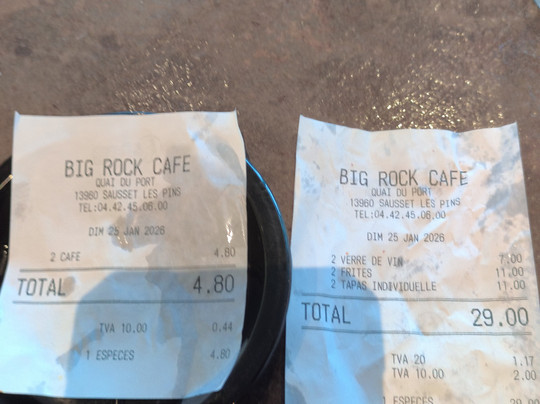 BIG ROCK CAFE
QUAI DU PORT
13960 SAUSSET LES PINS
TEL:04.42.45.06.00
DIM 25 JAN 2026
2 CAFE 4.80
TOTAL 4.80
TVA 10.00 0.44
1 ESPECES 4.80
BIG ROCK CAFE
QUAI DU PORT
13960 SAUSSET LES PINS
TEL:04.42.45.06.00
DIM 25 JAN 2026
2 VERRE DE VIN 7.00
2 FRITES 11.00
2 TAPAS INDIVIDUELLE 11.00
TOTAL 29.00
TVA 20 1.17
TVA 10.00 2.00
1 ESPECES 29.00